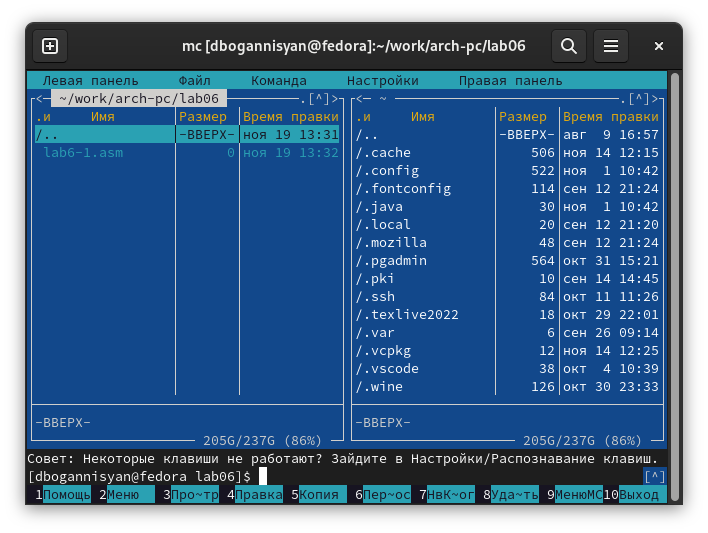 mc [dbogannisyan@fedora]:~/work/arch-pc/lab06
Левая панель Файл Команда Настройки Правая панель
<─ ~/work/arch-pc/lab06 ─.[^]>
.и Имя Размер Время правки
/.. -ВВЕРХ- ноя 19 13:31
lab6-1.asm 0 ноя 19 13:32
-ВВЕРХ-
205G/237G (86%)
<─ ~ ─.[^]>
.и Имя Размер Время правки
/.. -ВВЕРХ- авг 9 16:57
/.cache 506 ноя 14 12:15
/.config 522 ноя 1 10:42
/.fontconfig 114 сен 12 21:24
/.java 30 ноя 1 10:42
/.local 20 сен 12 21:20
/.mozilla 48 сен 12 21:24
/.pgadmin 564 окт 31 15:21
/.pki 10 сен 14 14:45
/.ssh 84 окт 11 11:26
/.texlive2022 18 окт 29 22:01
/.var 6 сен 26 09:14
/.vcpkg 12 ноя 14 12:25
/.vscode 38 окт 4 10:39
/.wine 126 окт 30 23:33
-ВВЕРХ-
205G/237G (86%)
Совет: Некоторые клавиши не работают? Зайдите в Настройки/Распознавание клавиш.
[dbogannisyan@fedora lab06]$ [^]
1Помощь 2Меню 3Про~тр 4Правка 5Копия 6Пер~ос 7НвК~ог 8Уда~ть 9МенюМС 10Выход